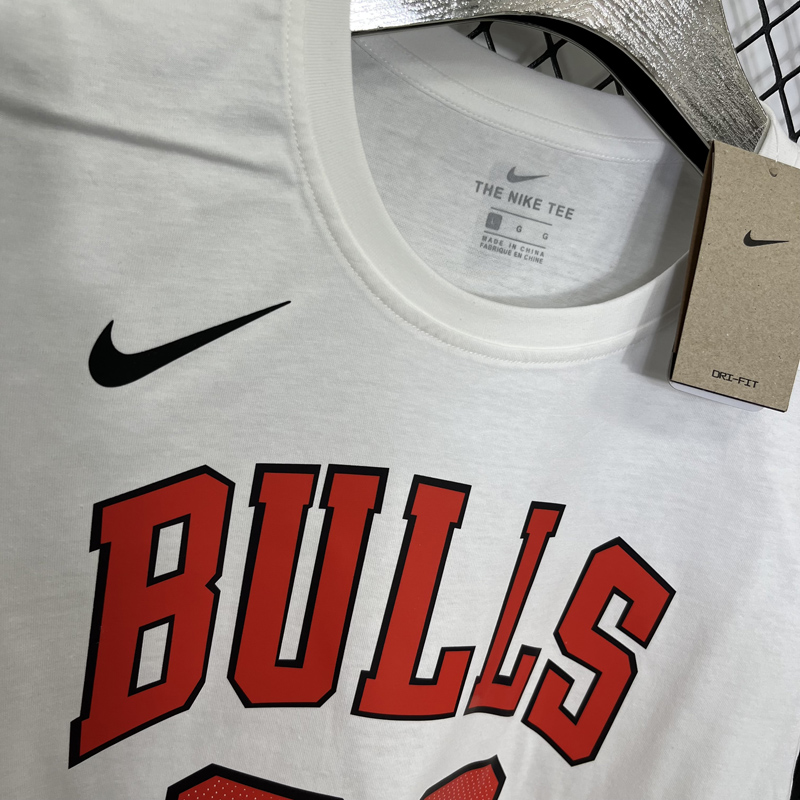 THE NIKE TEE
L G G
MADE IN CHINA
FABRIQUÉ EN CHINE
DRI-FIT
BULLS